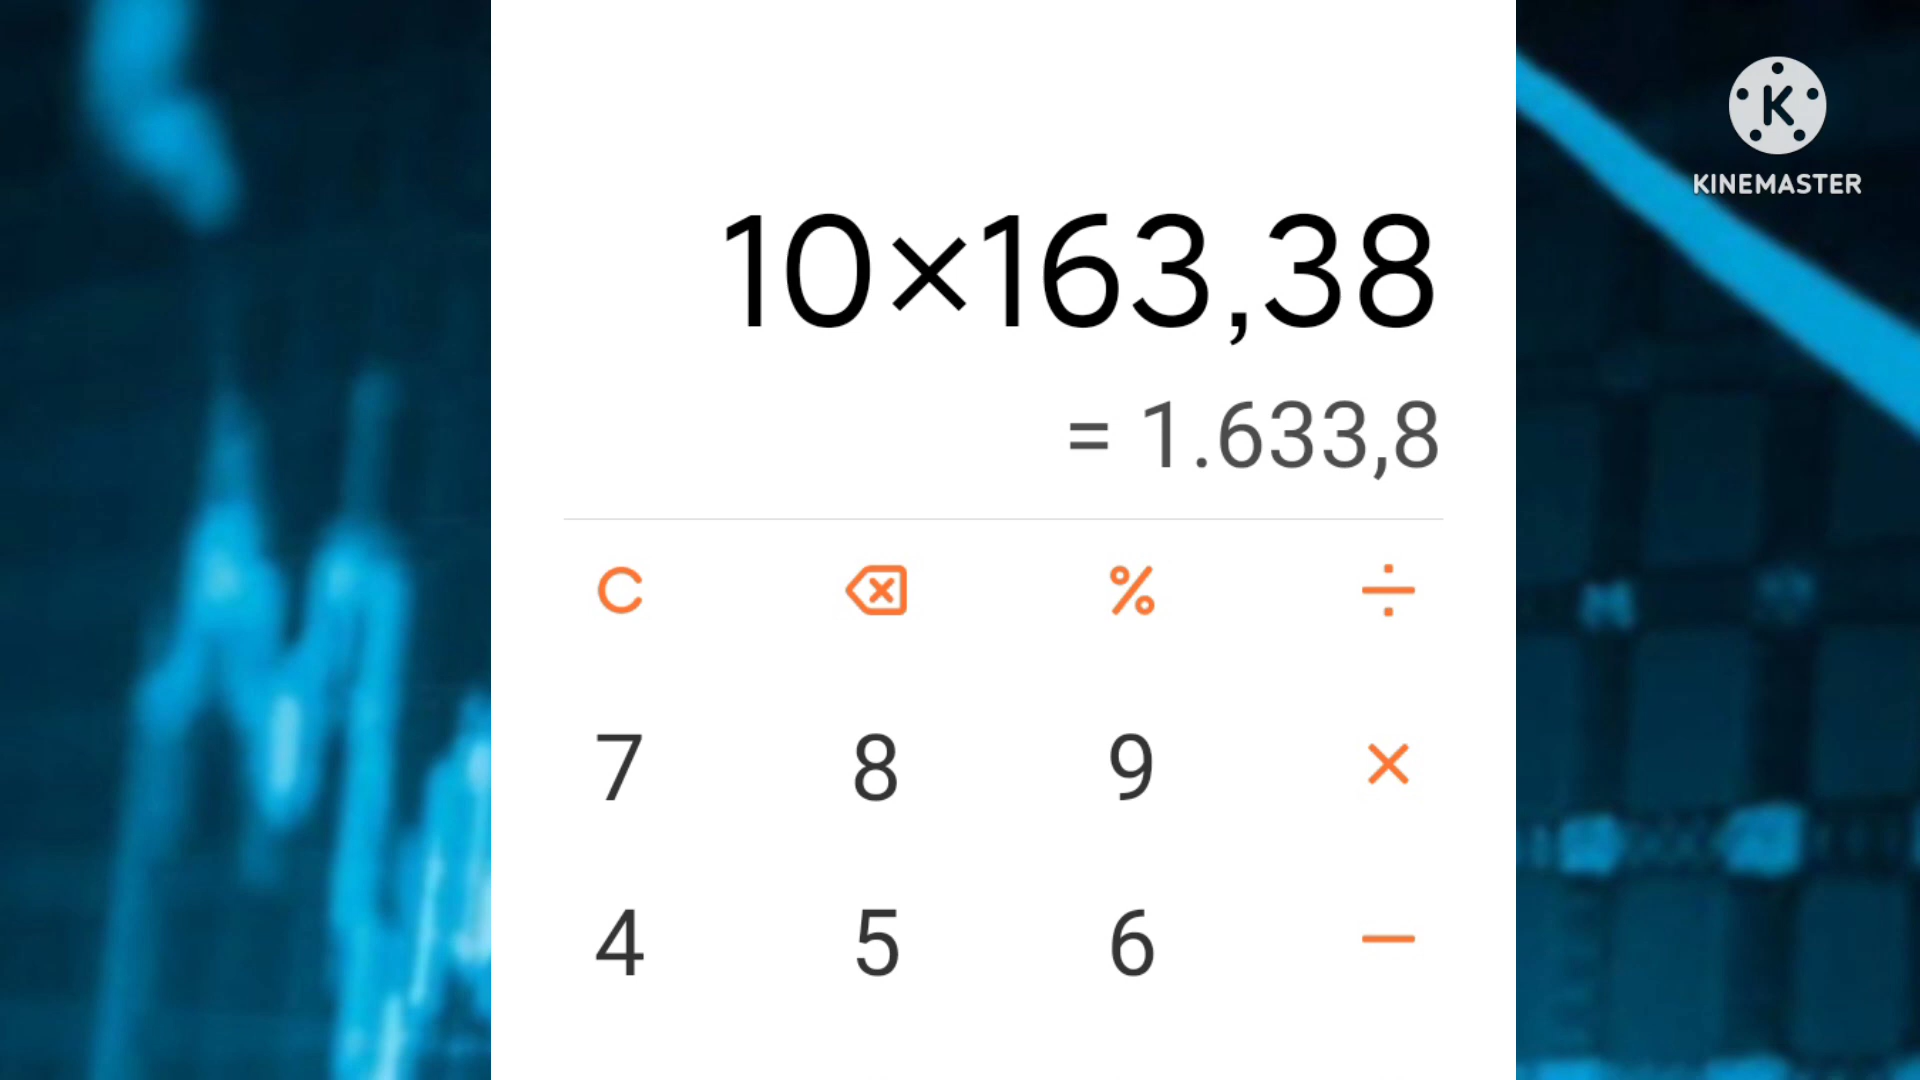 10×163,38
= 1.633,8
C % ÷
7 8 9 ×
4 5 6 −
K
KINEMASTER